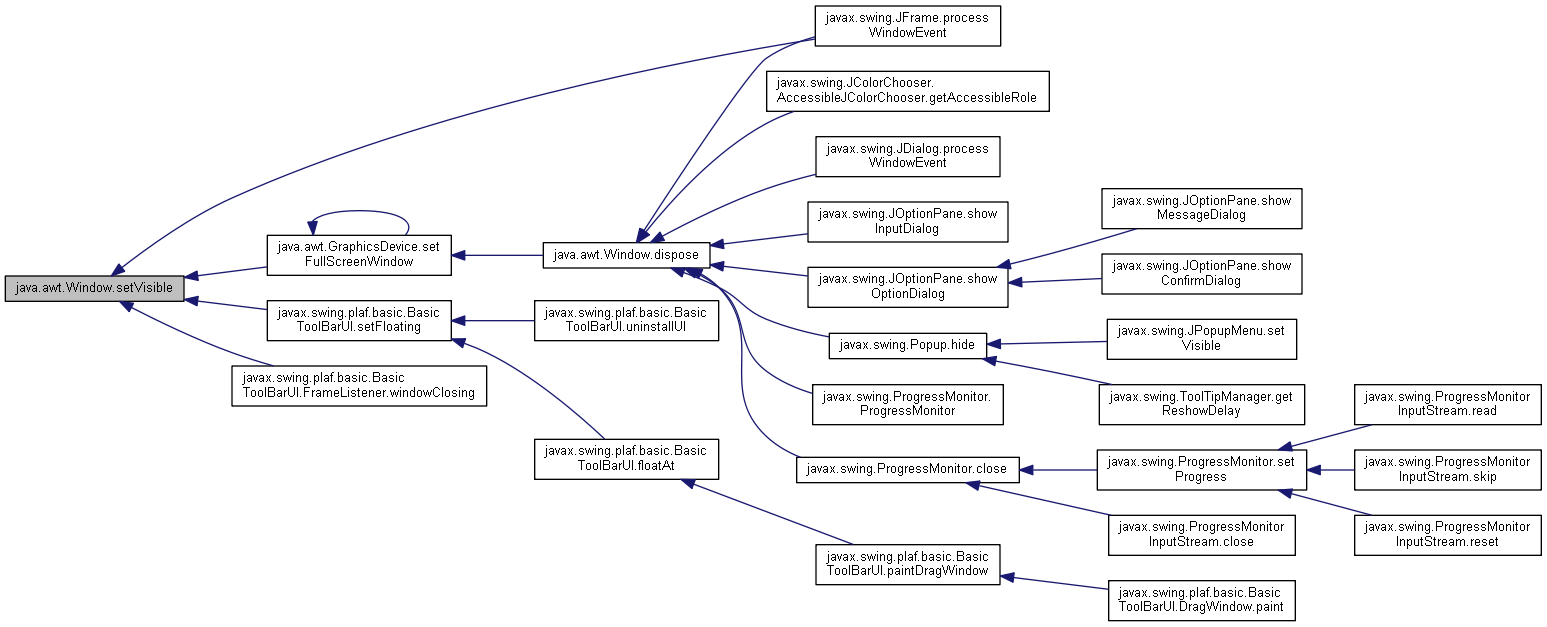 javax.swing.JFrame.process
WindowEvent
javax.swing.JColorChooser.
AccessibleJColorChooser.getAccessibleRole
javax.swing.JDialog.process
WindowEvent
javax.swing.JOptionPane.show
MessageDialog
javax.swing.JOptionPane.show
InputDialog
java.awt.GraphicsDevice.set
FullScreenWindow
java.awt.Window.dispose
javax.swing.JOptionPane.show
ConfirmDialog
java.awt.Window.setVisible
javax.swing.JOptionPane.show
OptionDialog
javax.swing.plaf.basic.Basic
ToolBarUI.setFloating
javax.swing.plaf.basic.Basic
ToolBarUI.uninstallUI
javax.swing.Popup.hide
javax.swing.JPopupMenu.set
Visible
javax.swing.plaf.basic.Basic
ToolBarUI.FrameListener.windowClosing
javax.swing.ProgressMonitor.
ProgressMonitor
javax.swing.ToolTipManager.get
ReshowDelay
javax.swing.ProgressMonitor
InputStream.read
javax.swing.plaf.basic.Basic
ToolBarUI.floatAt
javax.swing.ProgressMonitor.close
javax.swing.ProgressMonitor.set
Progress
javax.swing.ProgressMonitor
InputStream.skip
javax.swing.ProgressMonitor
InputStream.close
javax.swing.ProgressMonitor
InputStream.reset
javax.swing.plaf.basic.Basic
ToolBarUI.paintDragWindow
javax.swing.plaf.basic.Basic
ToolBarUI.DragWindow.paint